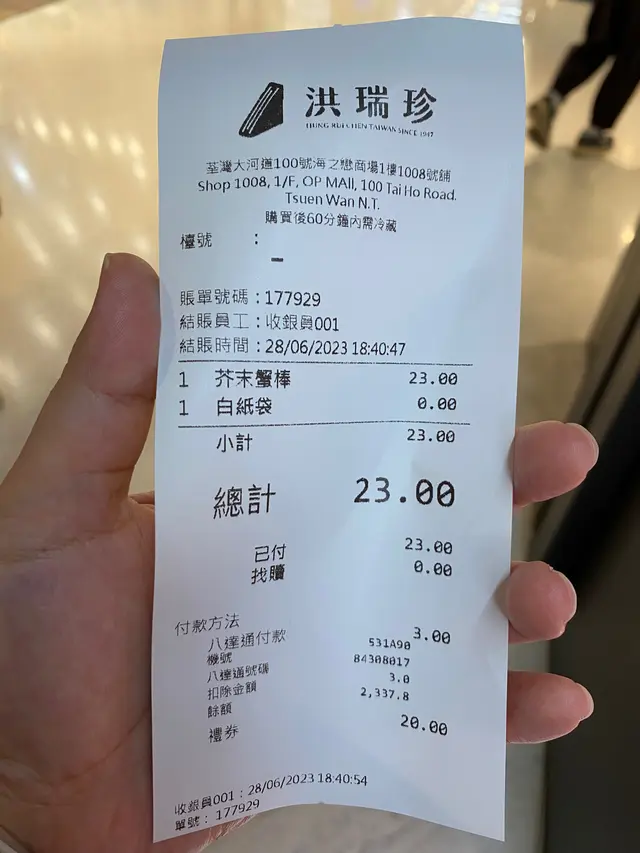 洪瑞珍
HUNG RUI CHEN TAIWAN SINCE 1947
荃灣大河道100號海之戀商場1樓1008號舖
Shop 1008, 1/F, OP MAll, 100 Tai Ho Road.
Tsuen Wan N.T.
購買後60分鐘內需冷藏
檯號 :
–
賬單號碼：177929
結賬員工：收銀員001
結賬時間：28/06/2023 18:40:47
1 芥末蟹棒 23.00
1 白紙袋 0.00
小計 23.00
總計 23.00
已付 23.00
找贖 0.00
付款方法
八達通付款 3.00
機號 531A90
八達通號碼 84308017
扣除金額 3.0
餘額 2,337.8
禮券 20.00
收銀員001：28/06/2023 18:40:54
單號：177929